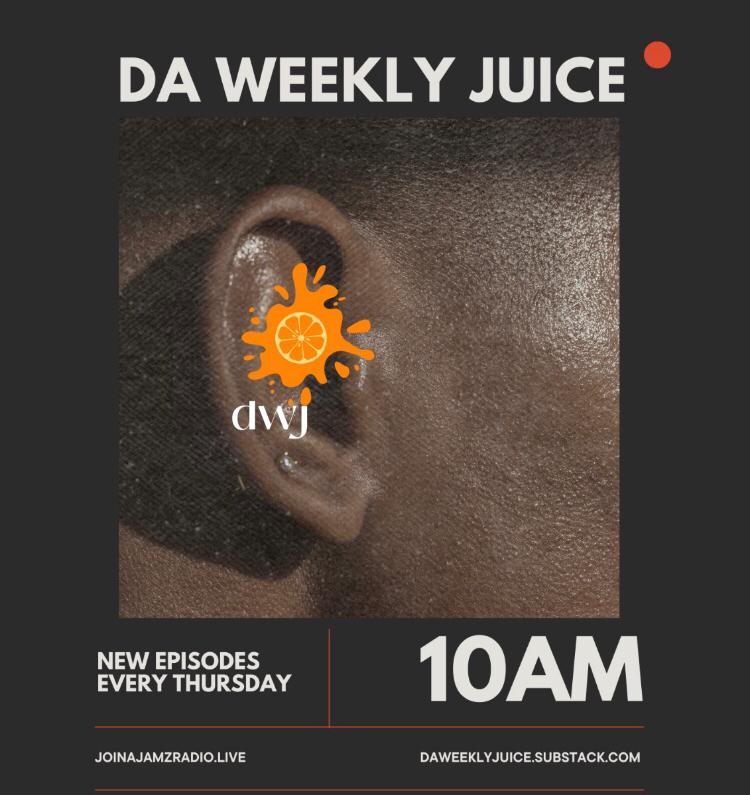 DA WEEKLY JUICE
dwj
NEW EPISODES
EVERY THURSDAY
10AM
JOINAJAMZRADIO.LIVE
DAWEEKLYJUICE.SUBSTACK.COM